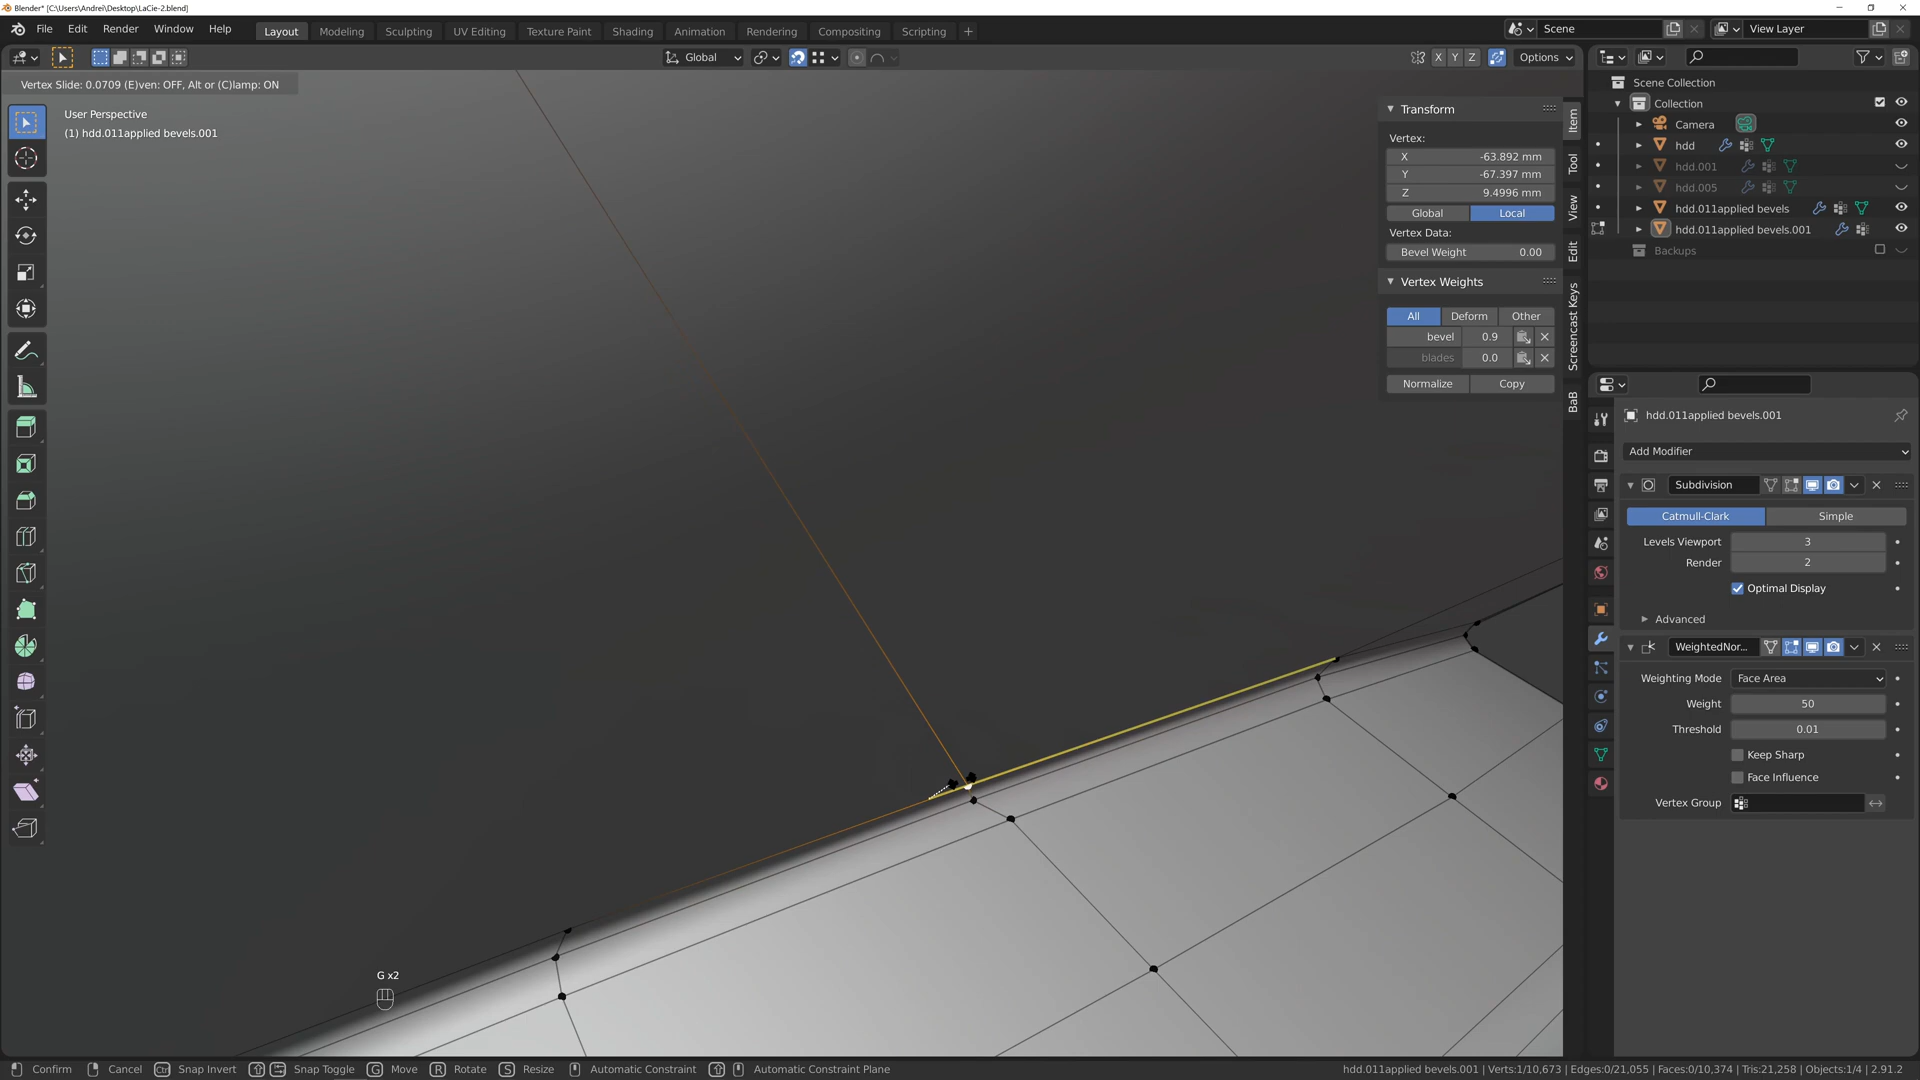 Blender* [C:\Users\Andrei\Desktop\LaCie-2.blend]
File Edit Render Window Help
Layout Modeling Sculpting UV Editing Texture Paint Shading Animation Rendering Compositing Scripting +
Scene
View Layer
Global
X Y Z
Options
Vertex Slide: 0.0709 (E)ven: OFF, Alt or (C)lamp: ON
User Perspective
(1) hdd.011applied bevels.001
Transform
Vertex:
X -63.892 mm
Y -67.397 mm
Z 9.4996 mm
Global Local
Vertex Data:
Bevel Weight 0.00
Vertex Weights
All Deform Other
bevel 0.9
blades 0.0
Normalize Copy
Item
Tool
View
Edit
Screencast Keys
BaB
Scene Collection
Collection
Camera
hdd
hdd.001
hdd.005
hdd.011applied bevels
hdd.011applied bevels.001
Backups
hdd.011applied bevels.001
Add Modifier
Subdivision
Catmull-Clark Simple
Levels Viewport 3
Render 2
Optimal Display
Advanced
WeightedNor...
Weighting Mode Face Area
Weight 50
Threshold 0.01
Keep Sharp
Face Influence
Vertex Group
G x2
Confirm Cancel Ctrl Snap Invert Snap Toggle G Move R Rotate S Resize Automatic Constraint Automatic Constraint Plane
hdd.011applied bevels.001 | Verts:1/10,673 | Edges:0/21,055 | Faces:0/10,374 | Tris:21,258 | Objects:1/4 | 2.91.2